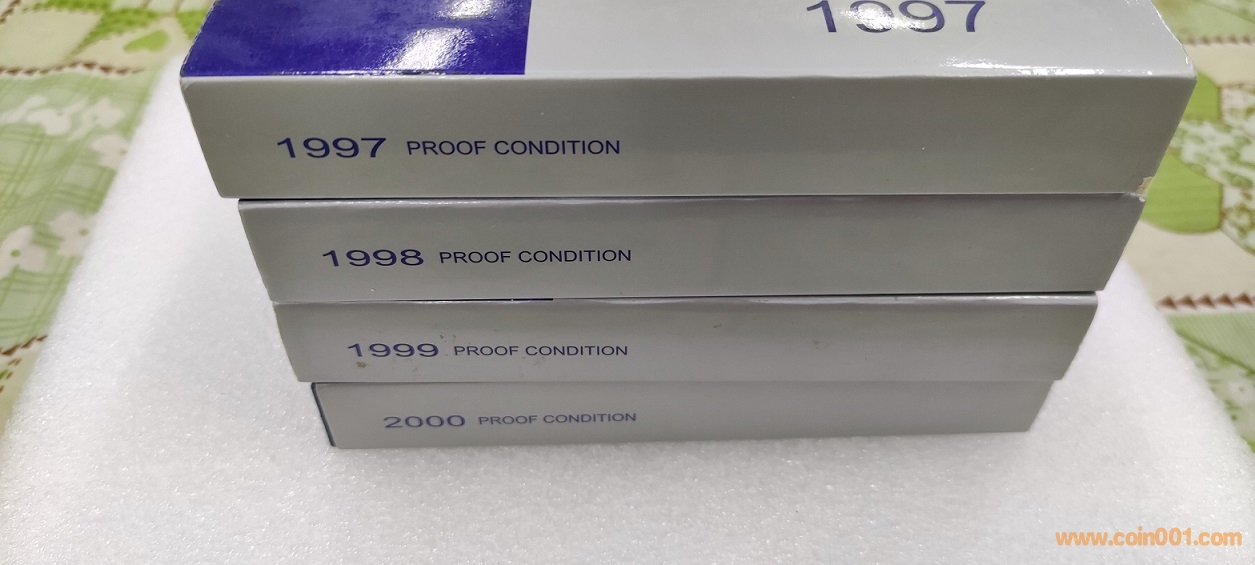 1997
1997 PROOF CONDITION
1998 PROOF CONDITION
1999 PROOF CONDITION
2000 PROOF CONDITION
www.coin001.com